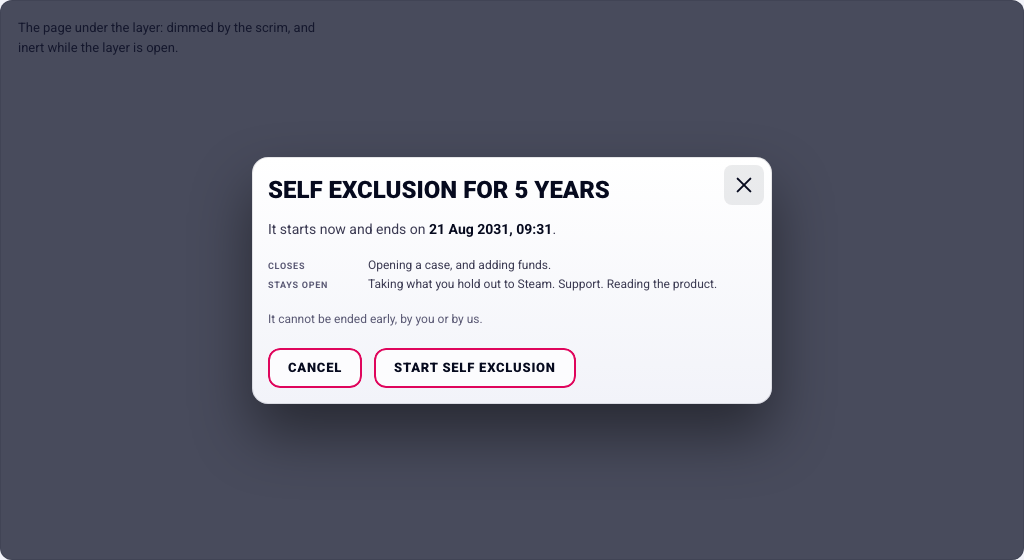 The page under the layer: dimmed by the scrim, and
inert while the layer is open.
SELF EXCLUSION FOR 5 YEARS
It starts now and ends on 21 Aug 2031, 09:31.
CLOSES Opening a case, and adding funds.
STAYS OPEN Taking what you hold out to Steam. Support. Reading the product.
It cannot be ended early, by you or by us.
CANCEL START SELF EXCLUSION